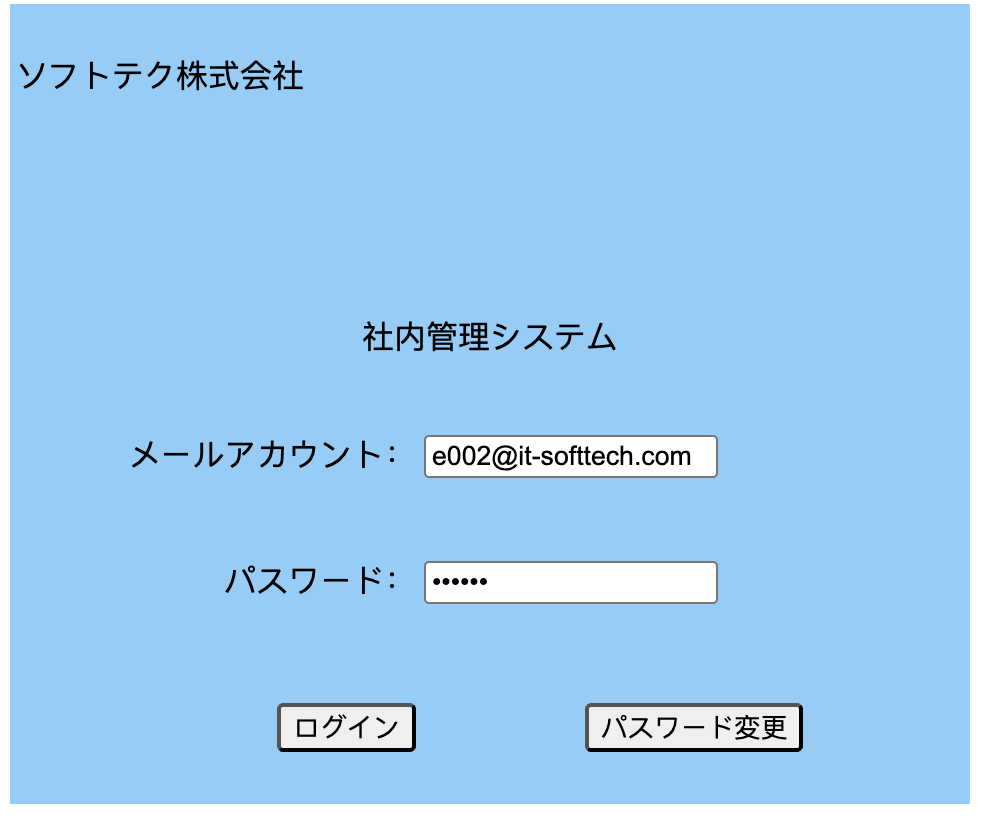 ソフトテク株式会社
社内管理システム
メールアカウント： e002@it-softtech.com
パスワード： ••••••
ログイン パスワード変更